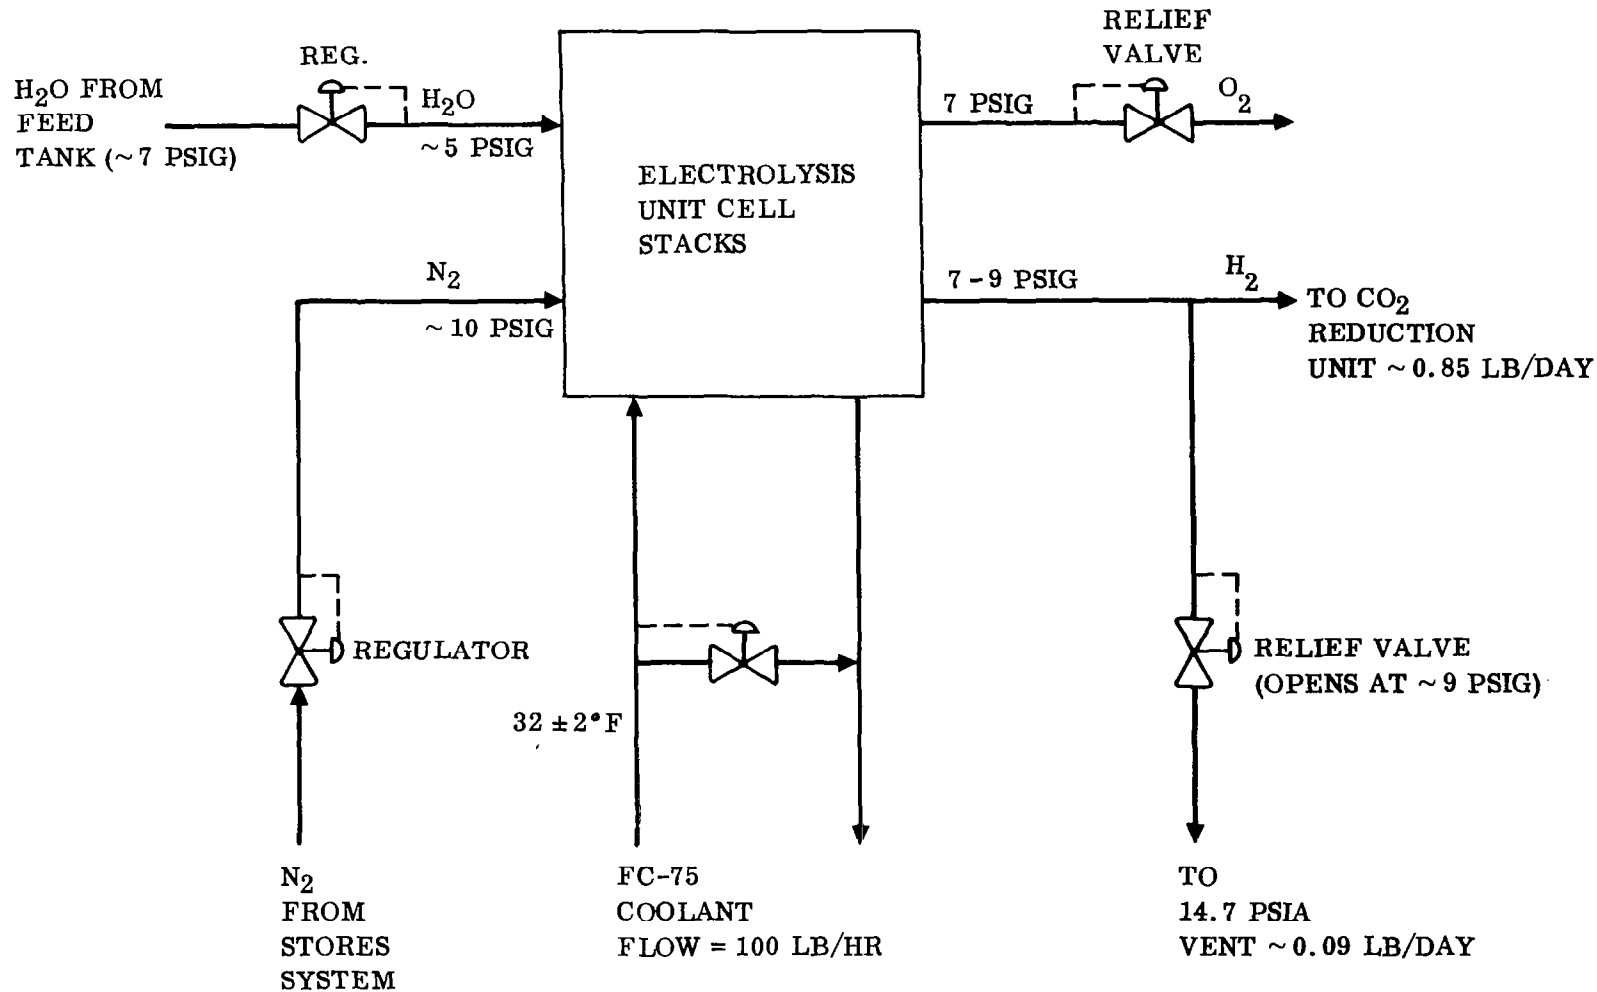 RELIEF
VALVE
REG.
H₂O FROM
FEED
TANK (~7 PSIG)
H₂O
~5 PSIG
7 PSIG
O₂
ELECTROLYSIS
UNIT CELL
STACKS
N₂
~10 PSIG
7-9 PSIG
H₂
TO CO₂
REDUCTION
UNIT ~0.85 LB/DAY
REGULATOR
RELIEF VALVE
(OPENS AT ~9 PSIG)
32 ±2°F
N₂
FROM
STORES
SYSTEM
FC-75
COOLANT
FLOW = 100 LB/HR
TO
14.7 PSIA
VENT ~0.09 LB/DAY